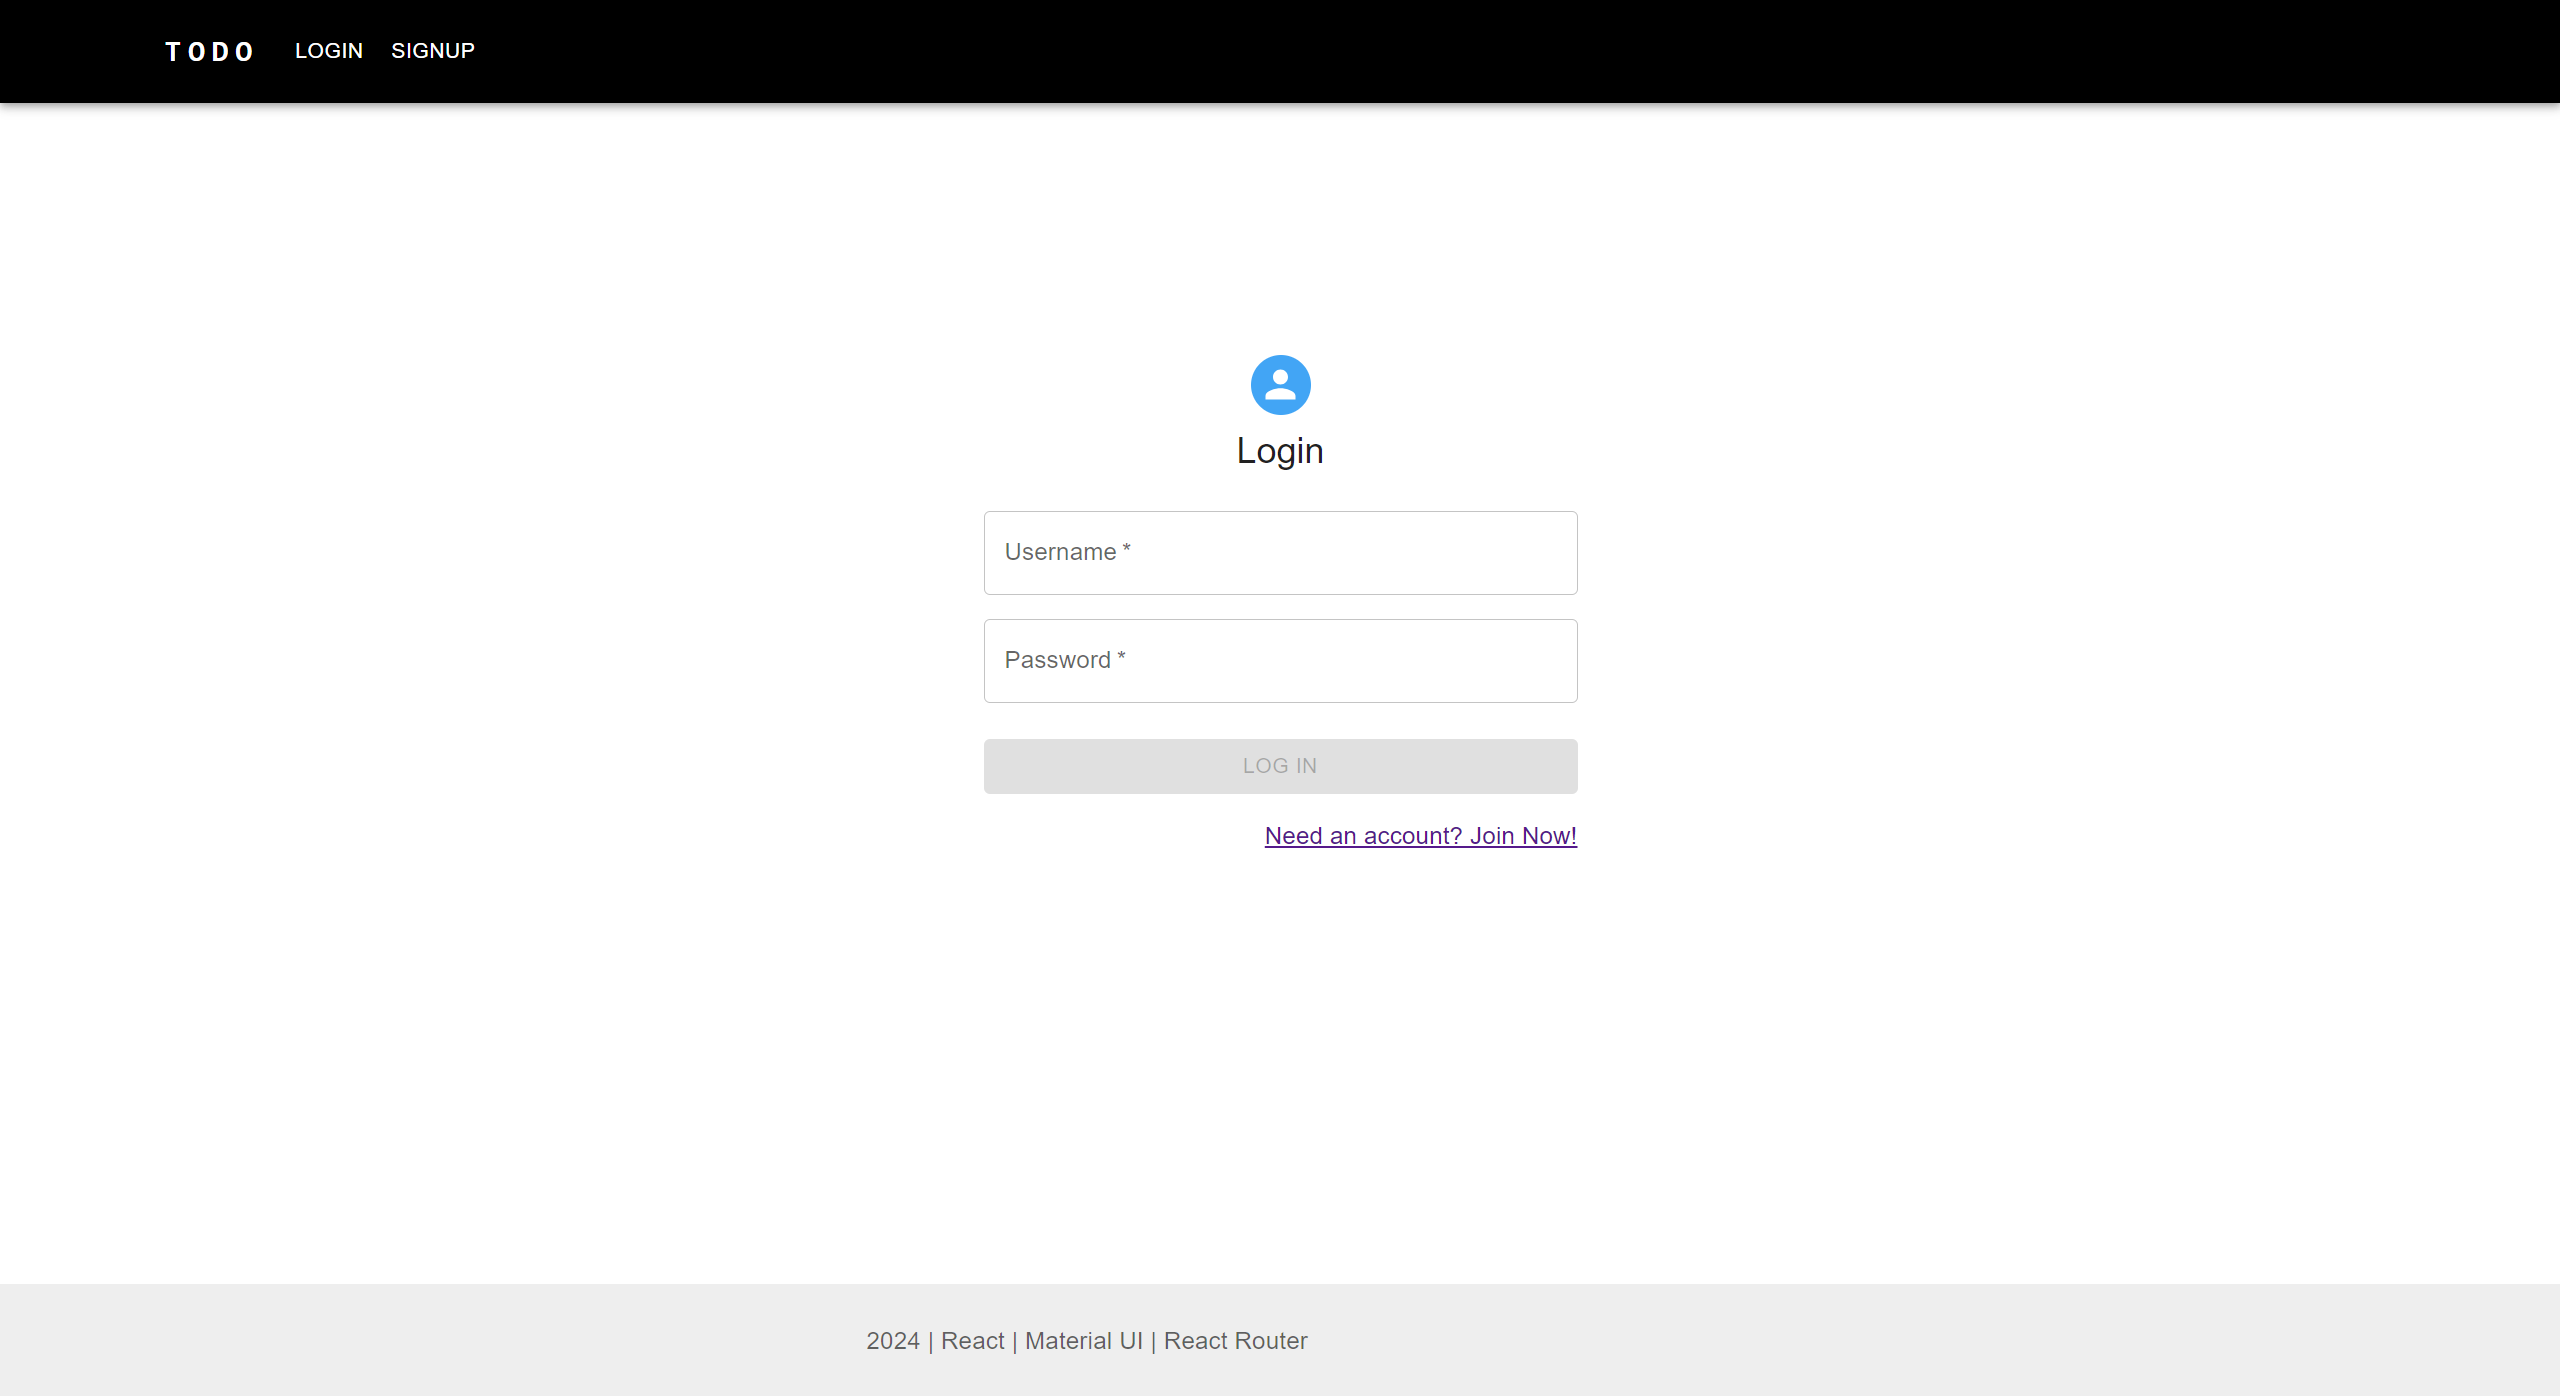 TODO LOGIN SIGNUP
Login
Username *
Password *
LOG IN
Need an account? Join Now!
2024 | React | Material UI | React Router